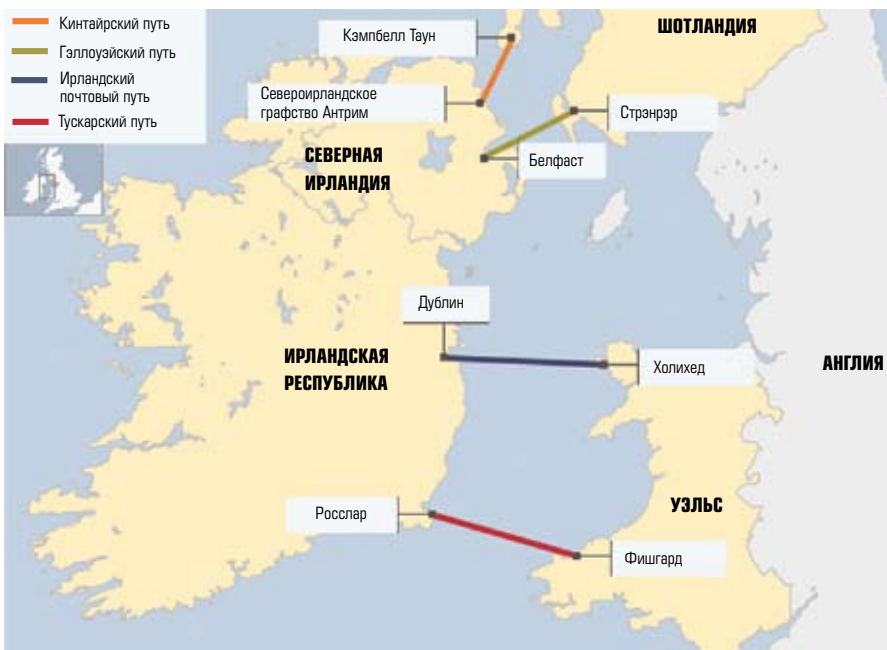 Кинтайрский путь
Гэллоуэйский путь
Ирландский
почтовый путь
Тускарский путь
Кэмпбелл Таун
ШОТЛАНДИЯ
Североирландское
графство Антрим
Стрэнрэр
Белфаст
СЕВЕРНАЯ
ИРЛАНДИЯ
Дублин
ИРЛАНДСКАЯ
РЕСПУБЛИКА
Холихед
АНГЛИЯ
Росслар
УЭЛЬС
Фишгард